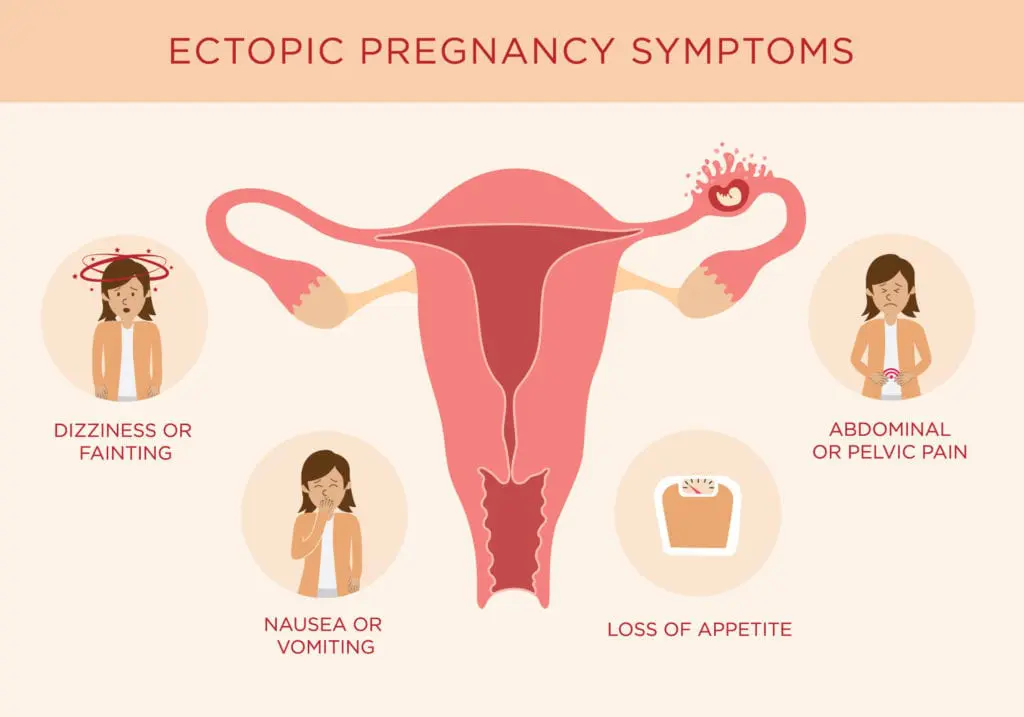 ECTOPIC PREGNANCY SYMPTOMS
DIZZINESS OR
FAINTING
NAUSEA OR
VOMITING
LOSS OF APPETITE
ABDOMINAL
OR PELVIC PAIN